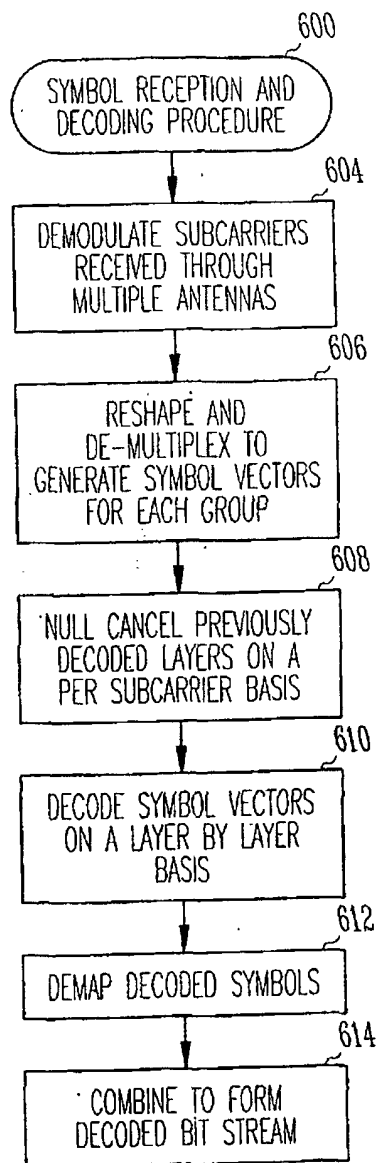 600
SYMBOL RECEPTION AND
DECODING PROCEDURE
604
DEMODULATE SUBCARRIERS
RECEIVED THROUGH
MULTIPLE ANTENNAS
606
RESHAPE AND
DE-MULTIPLEX TO
GENERATE SYMBOL VECTORS
FOR EACH GROUP
608
NULL CANCEL PREVIOUSLY
DECODED LAYERS ON A
PER SUBCARRIER BASIS
610
DECODE SYMBOL VECTORS
ON A LAYER BY LAYER
BASIS
612
DEMAP DECODED SYMBOLS
614
COMBINE TO FORM
DECODED BIT STREAM